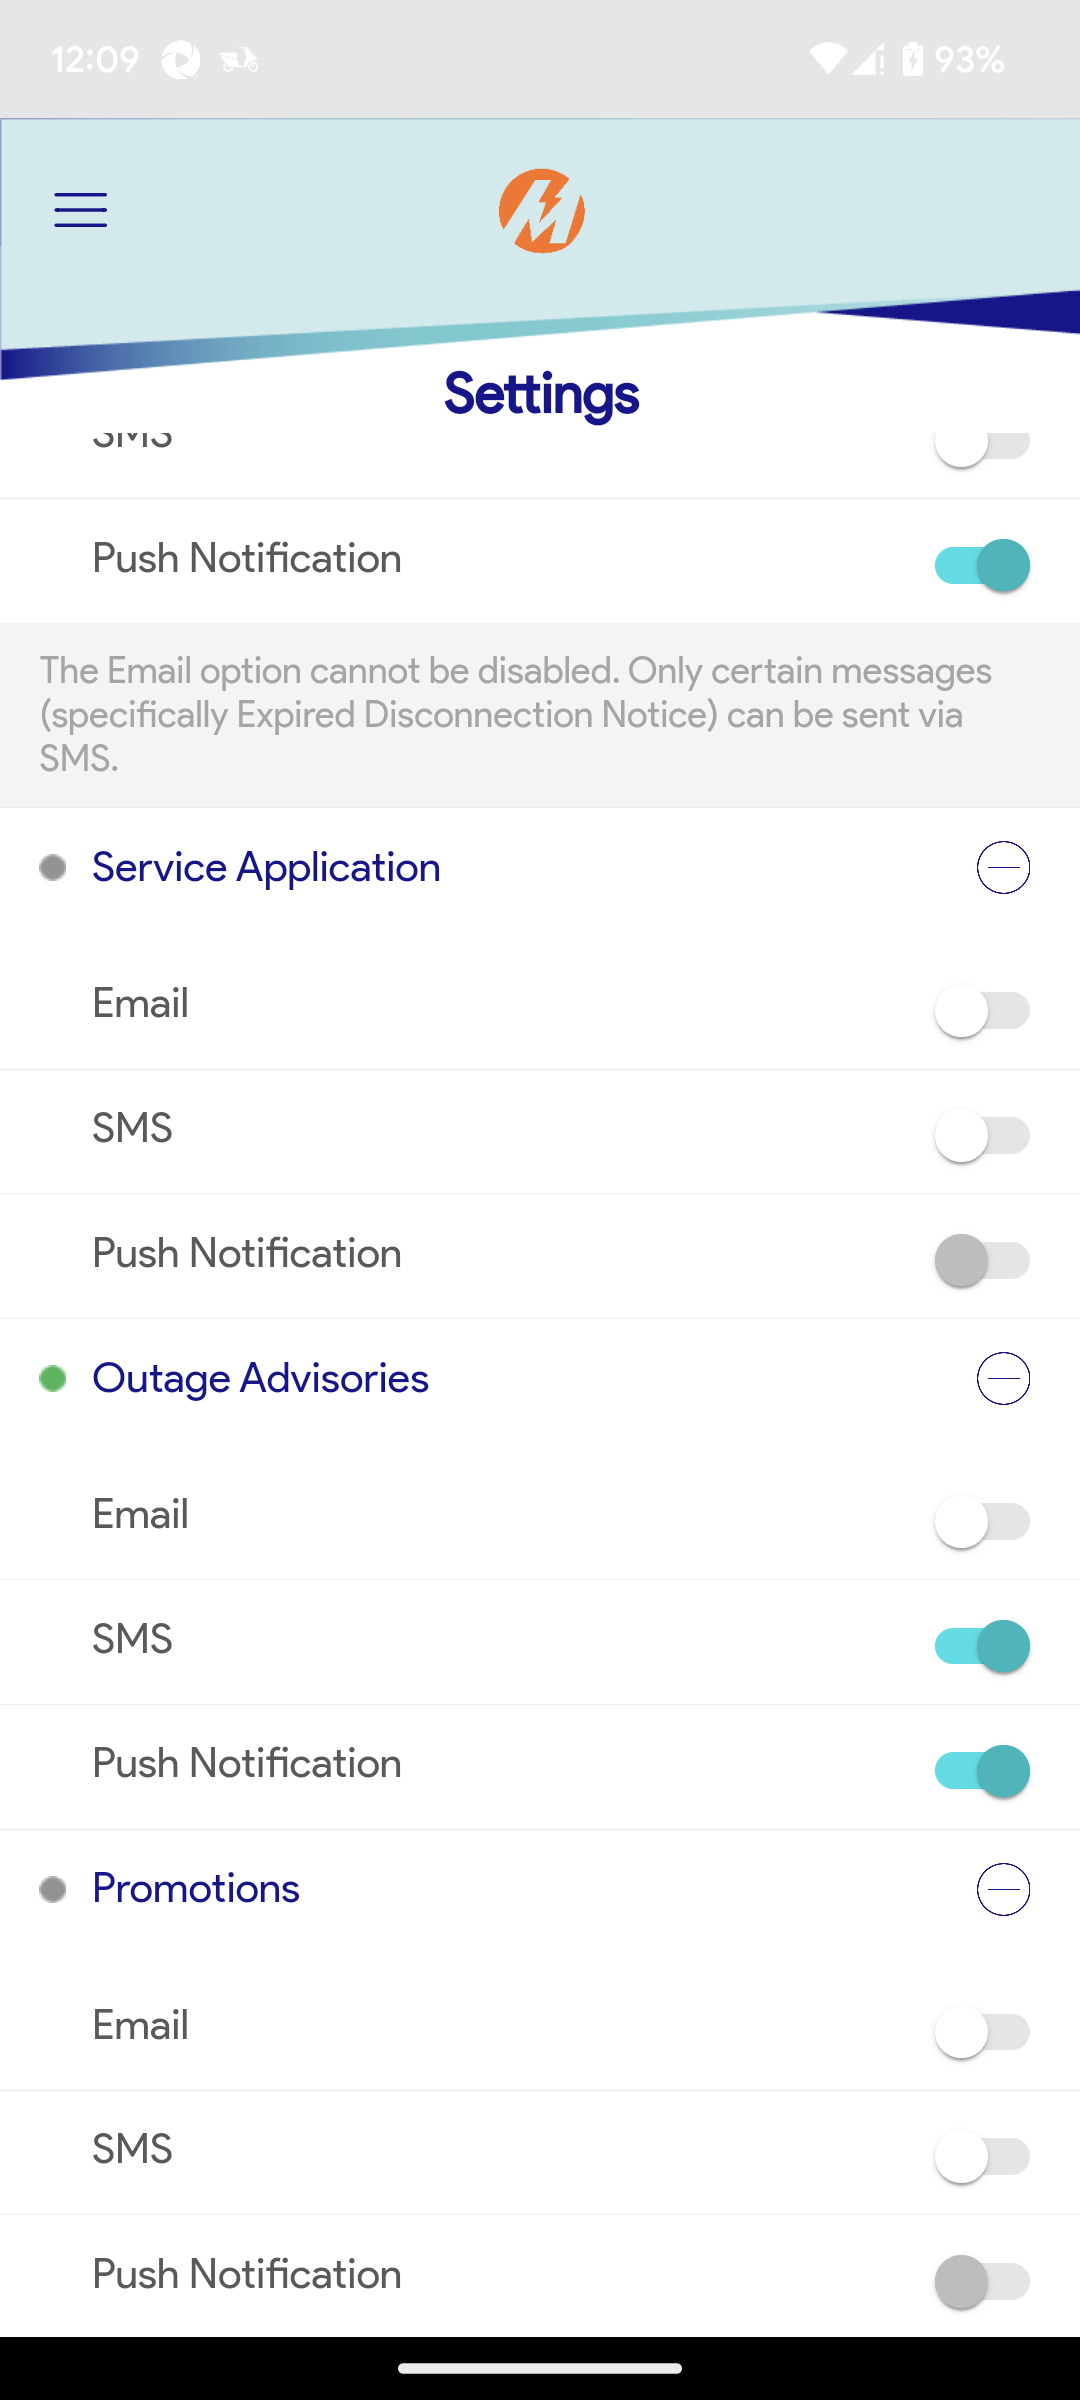 12:09
93%
Settings
SMS
Push Notification
The Email option cannot be disabled. Only certain messages
(specifically Expired Disconnection Notice) can be sent via
SMS.
Service Application
Email
SMS
Push Notification
Outage Advisories
Email
SMS
Push Notification
Promotions
Email
SMS
Push Notification